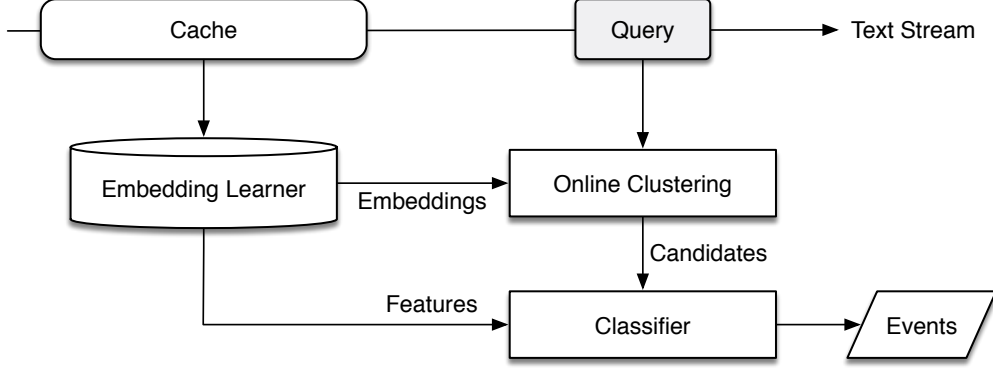 Cache
Query
Text Stream
Embedding Learner
Embeddings
Online Clustering
Candidates
Features
Classifier
Events